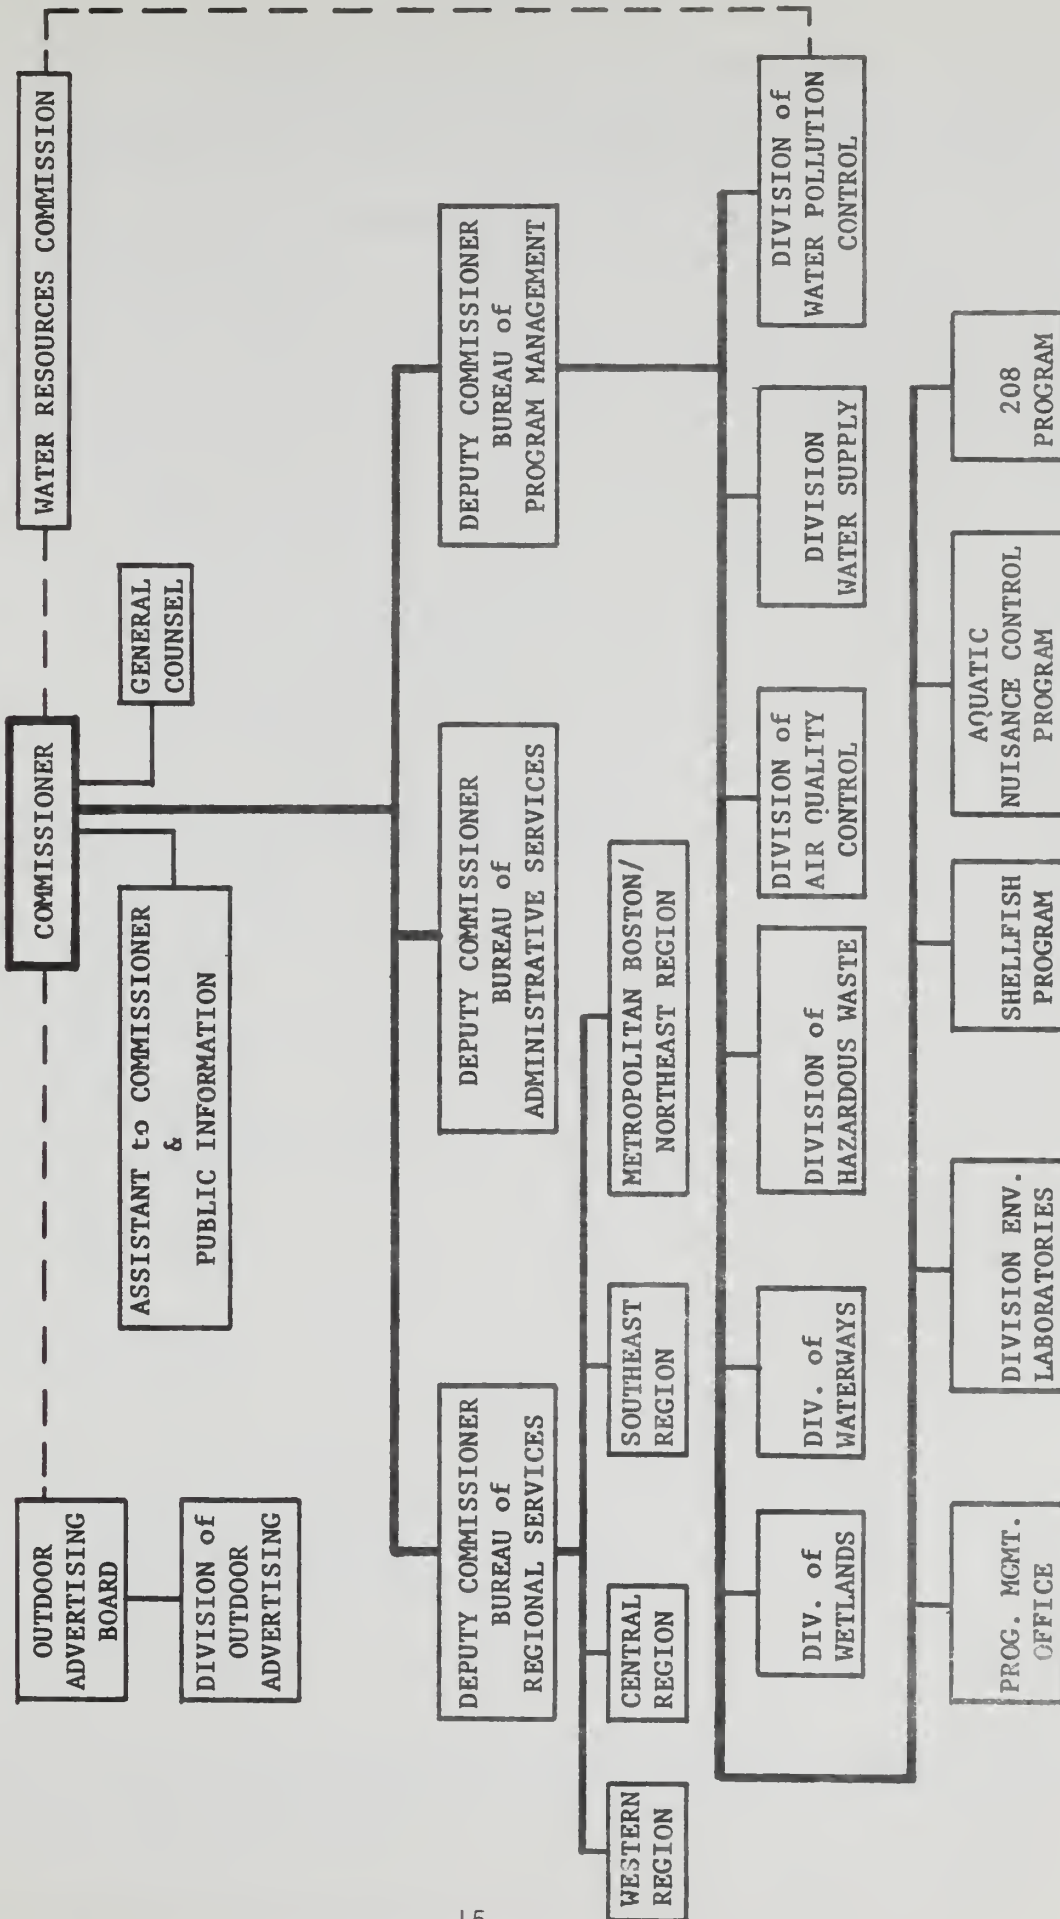 OUTDOOR
ADVERTISING
BOARD
COMMISSIONER
WATER RESOURCES COMMISSION
DIVISION of
OUTDOOR
ADVERTISING
ASSISTANT to COMMISSIONER
&
PUBLIC INFORMATION
GENERAL
COUNSEL
DEPUTY COMMISSIONER
BUREAU of
REGIONAL SERVICES
DEPUTY COMMISSIONER
BUREAU of
ADMINISTRATIVE SERVICES
DEPUTY COMMISSIONER
BUREAU of
PROGRAM MANAGEMENT
WESTERN
REGION
CENTRAL
REGION
SOUTHEAST
REGION
METROPOLITAN BOSTON/
NORTHEAST REGION
DIV. of
WETLANDS
DIV. of
WATERWAYS
DIVISION of
HAZARDOUS WASTE
DIVISION of
AIR QUALITY
CONTROL
DIVISION
WATER SUPPLY
DIVISION of
WATER POLLUTION
CONTROL
PROG. MGMT.
OFFICE
DIVISION ENV.
LABORATORIES
SHELLFISH
PROGRAM
AQUATIC
NUISANCE CONTROL
PROGRAM
208
PROGRAM